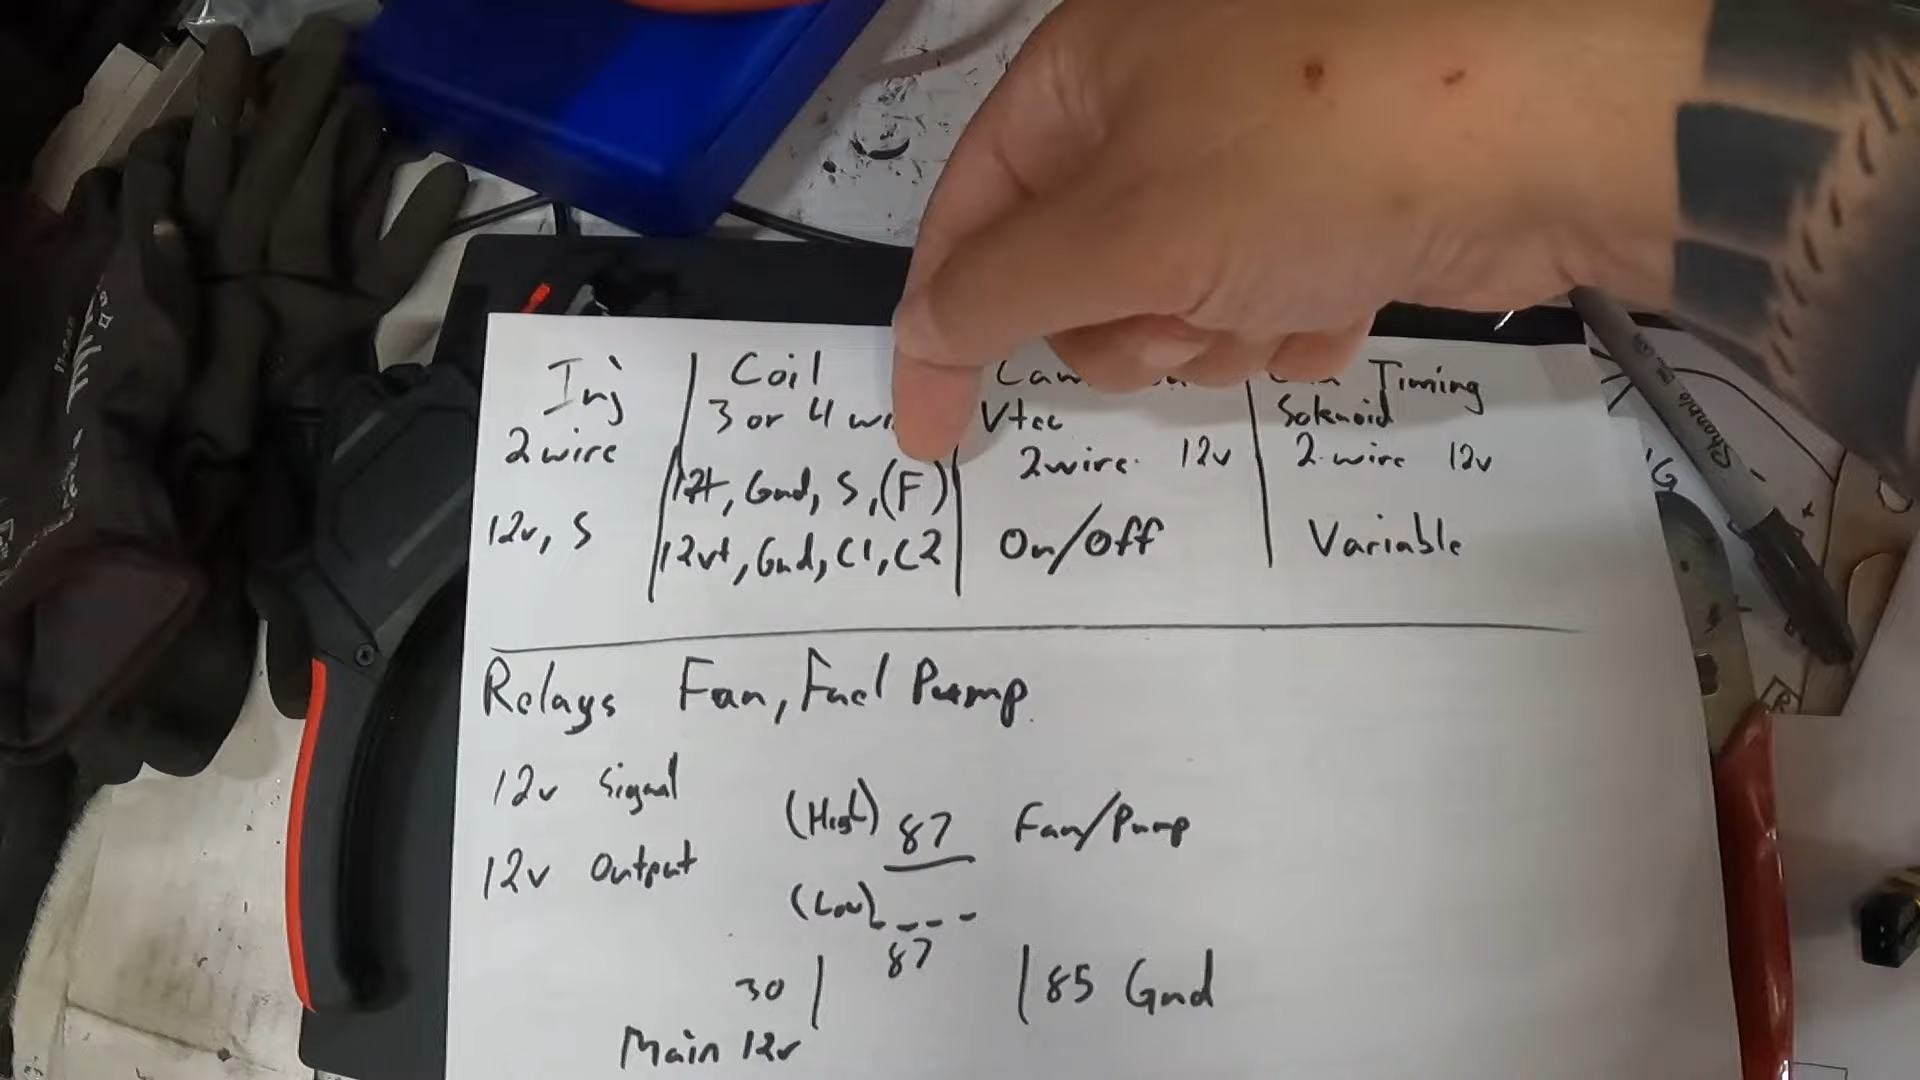 Inj
2 wire
12v, S
Coil
3 or 4
12+, Gnd, S, (F)
12v+, Gnd, C1, C2
Vtec
2 wire 12v
On/Off
Timing
Solenoid
2 wire 12v
Variable
Relays Fan, Fuel Pump
12v Signal
12v Output
(High) 87 Fan/Pump
(Low)
87
30
85 Gnd
Main 12v
Sharpie